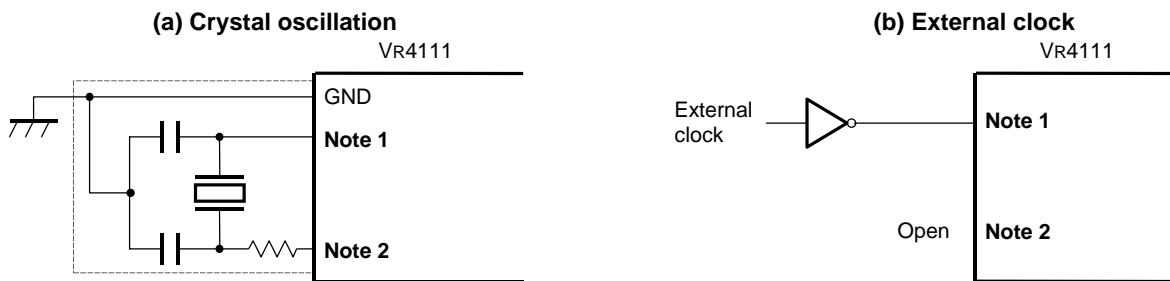 (a) Crystal oscillation
VR4111
GND
Note 1
Note 2
(b) External clock
VR4111
External
clock
Note 1
Open
Note 2